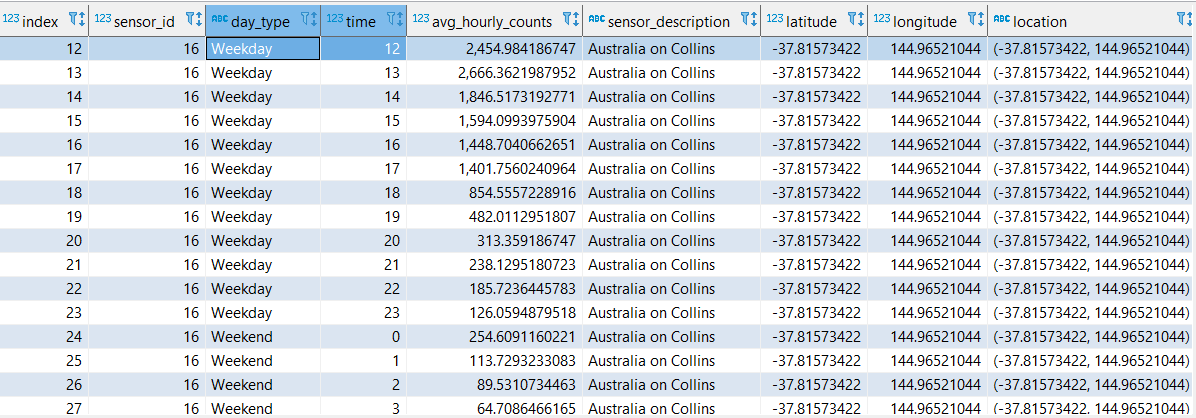 123 index 123 sensor_id ABC day_type 123 time 123 avg_hourly_counts ABC sensor_description 123 latitude 123 longitude ABC location
12 16 Weekday 12 2,454.984186747 Australia on Collins -37.81573422 144.96521044 (-37.81573422, 144.96521044)
13 16 Weekday 13 2,666.3621987952 Australia on Collins -37.81573422 144.96521044 (-37.81573422, 144.96521044)
14 16 Weekday 14 1,846.5173192771 Australia on Collins -37.81573422 144.96521044 (-37.81573422, 144.96521044)
15 16 Weekday 15 1,594.0993975904 Australia on Collins -37.81573422 144.96521044 (-37.81573422, 144.96521044)
16 16 Weekday 16 1,448.7040662651 Australia on Collins -37.81573422 144.96521044 (-37.81573422, 144.96521044)
17 16 Weekday 17 1,401.7560240964 Australia on Collins -37.81573422 144.96521044 (-37.81573422, 144.96521044)
18 16 Weekday 18 854.5557228916 Australia on Collins -37.81573422 144.96521044 (-37.81573422, 144.96521044)
19 16 Weekday 19 482.0112951807 Australia on Collins -37.81573422 144.96521044 (-37.81573422, 144.96521044)
20 16 Weekday 20 313.359186747 Australia on Collins -37.81573422 144.96521044 (-37.81573422, 144.96521044)
21 16 Weekday 21 238.1295180723 Australia on Collins -37.81573422 144.96521044 (-37.81573422, 144.96521044)
22 16 Weekday 22 185.7236445783 Australia on Collins -37.81573422 144.96521044 (-37.81573422, 144.96521044)
23 16 Weekday 23 126.0594879518 Australia on Collins -37.81573422 144.96521044 (-37.81573422, 144.96521044)
24 16 Weekend 0 254.6091160221 Australia on Collins -37.81573422 144.96521044 (-37.81573422, 144.96521044)
25 16 Weekend 1 113.7293233083 Australia on Collins -37.81573422 144.96521044 (-37.81573422, 144.96521044)
26 16 Weekend 2 89.5310734463 Australia on Collins -37.81573422 144.96521044 (-37.81573422, 144.96521044)
27 16 Weekend 3 64.7086466165 Australia on Collins -37.81573422 144.96521044 (-37.81573422, 144.96521044)